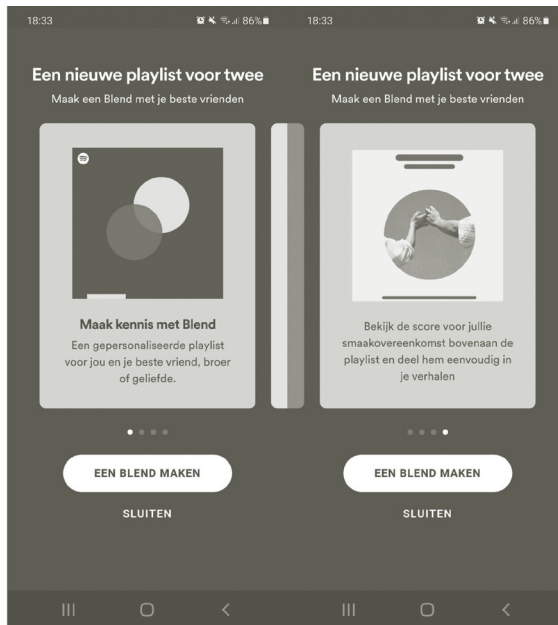 18:33
86%
Een nieuwe playlist voor twee
Maak een Blend met je beste vrienden
Maak kennis met Blend
Een gepersonaliseerde playlist
voor jou en je beste vriend, broer
of geliefde.
EEN BLEND MAKEN
SLUITEN
18:33
86%
Een nieuwe playlist voor twee
Maak een Blend met je beste vrienden
Bekijk de score voor jullie
smaakovereenkomst bovenaan de
playlist en deel hem eenvoudig in
je verhalen
EEN BLEND MAKEN
SLUITEN